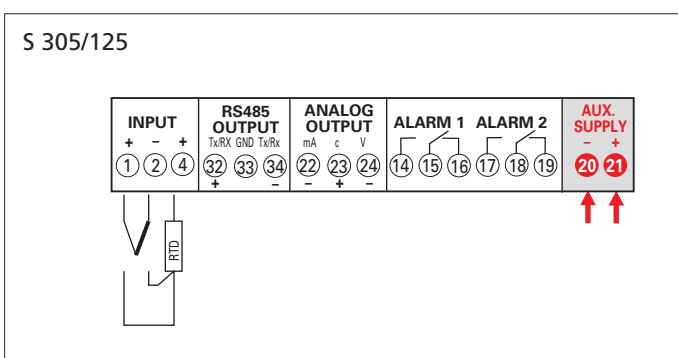 S 305/125
INPUT
+ − +
1 2 4
RS485
OUTPUT
Tx/RX GND Tx/Rx
32 33 34
+ −
ANALOG
OUTPUT
mA c V
22 23 24
− + −
ALARM 1 ALARM 2
14 15 16 17 18 19
AUX.
SUPPLY
− +
20 21
RTD